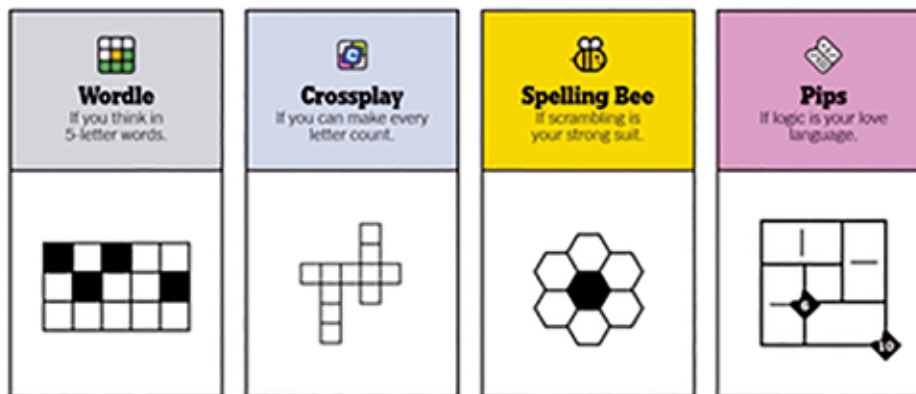 Wordle
If you think in
5-letter words.
Crossplay
If you can make every
letter count.
Spelling Bee
If scrambling is
your strong suit.
Pips
If logic is your love
language.
6
10